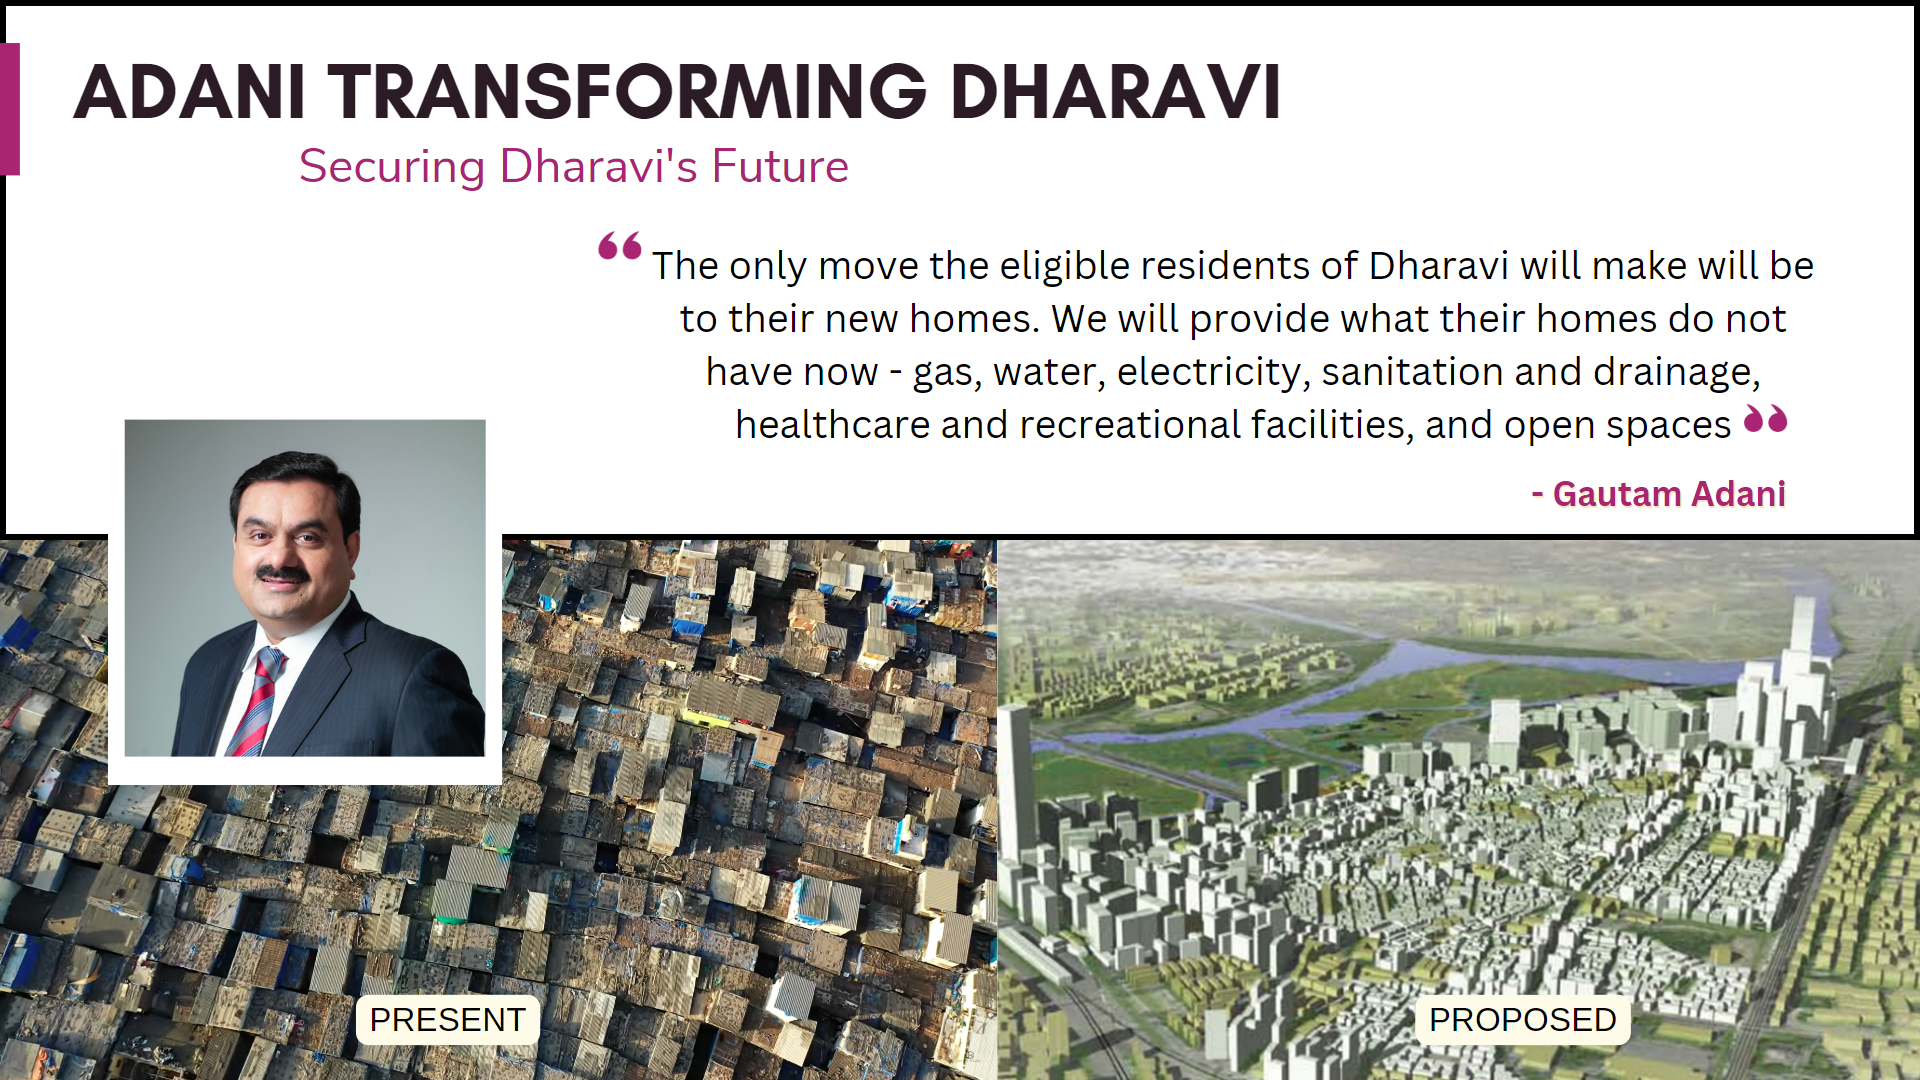 ADANI TRANSFORMING DHARAVI
Securing Dharavi's Future
“ The only move the eligible residents of Dharavi will make will be
to their new homes. We will provide what their homes do not
have now - gas, water, electricity, sanitation and drainage,
healthcare and recreational facilities, and open spaces ”
- Gautam Adani
PRESENT
PROPOSED